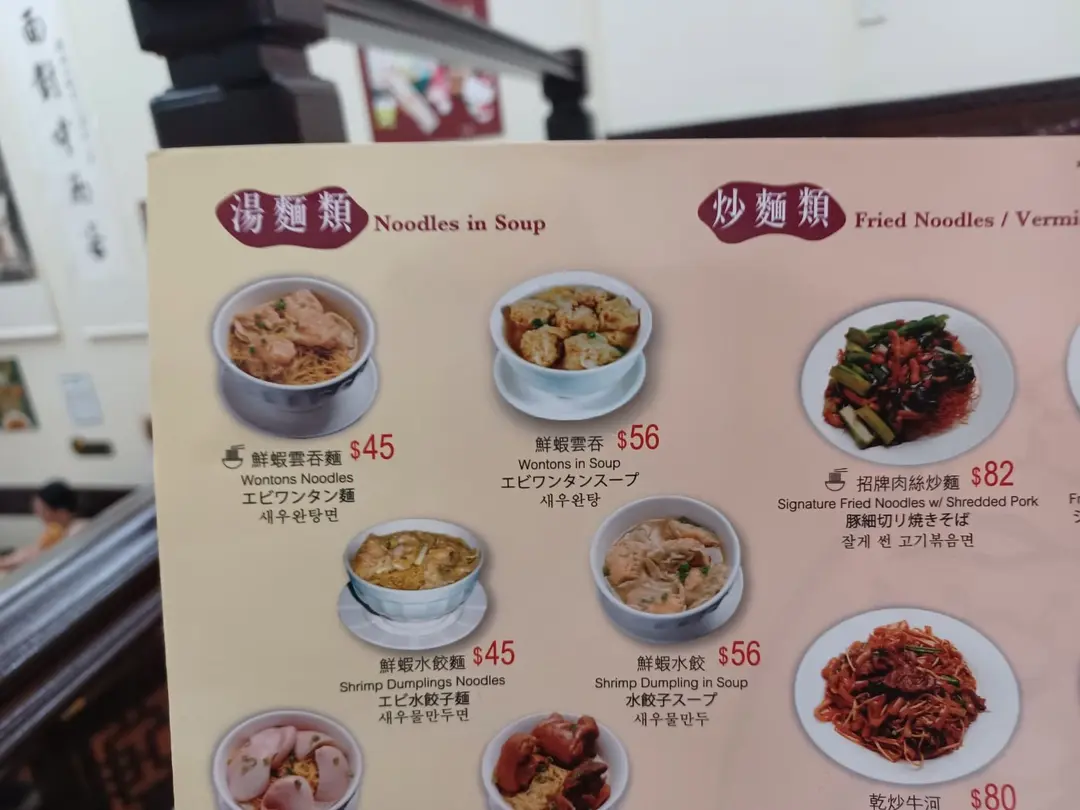 湯麵類 Noodles in Soup
鮮蝦雲吞麵 $45
Wontons Noodles
エビワンタン麵
새우완탕면
鮮蝦雲吞 $56
Wontons in Soup
エビワンタンスープ
새우완탕
鮮蝦水餃麵 $45
Shrimp Dumplings Noodles
エビ水餃子麵
새우물만두면
鮮蝦水餃 $56
Shrimp Dumpling in Soup
水餃子スープ
새우물만두
炒麵類 Fried Noodles /
招牌肉絲炒麵 $82
Signature Fried Noodles w/ Shredded Pork
豚細切リ焼きそば
잘게 썬 고기볶음면
乾炒牛河 $80